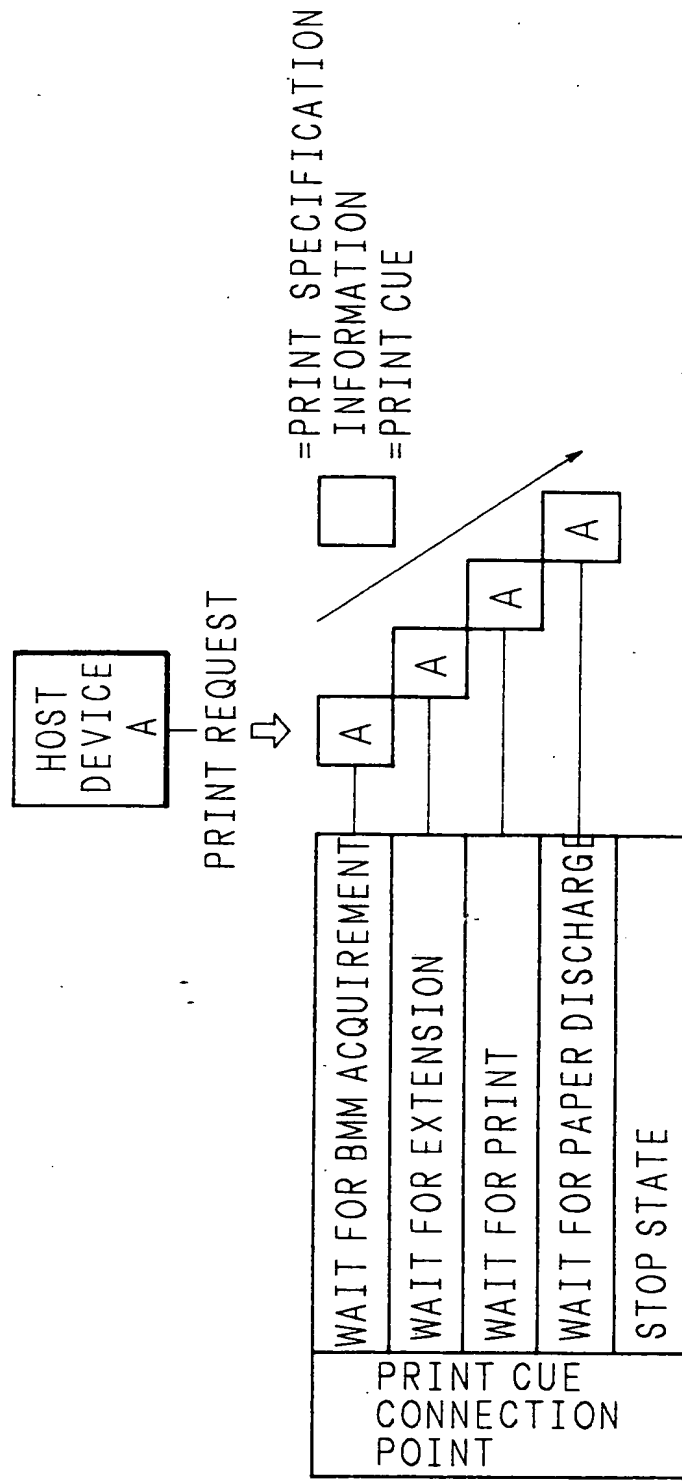 HOST
DEVICE
A
PRINT REQUEST
=PRINT SPECIFICATION
INFORMATION
=PRINT CUE
PRINT CUE
CONNECTION
POINT
WAIT FOR BMM ACQUIREMENT
A
WAIT FOR EXTENSION
A
WAIT FOR PRINT
A
WAIT FOR PAPER DISCHARGE
A
STOP STATE